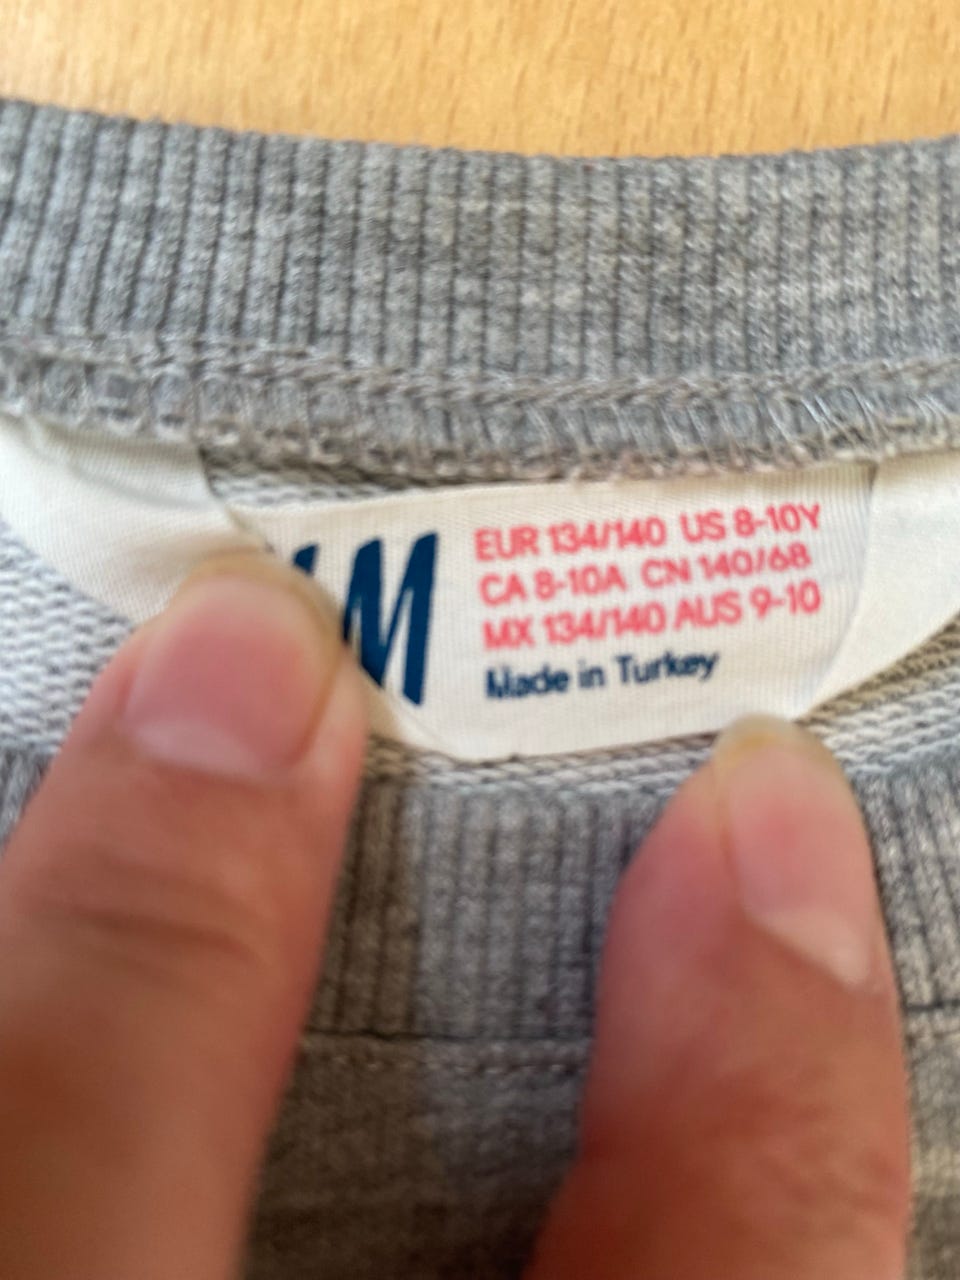 M
EUR 134/140 US 8-10Y
CA 8-10A CN 140/68
MX 134/140 AUS 9-10
Made in Turkey